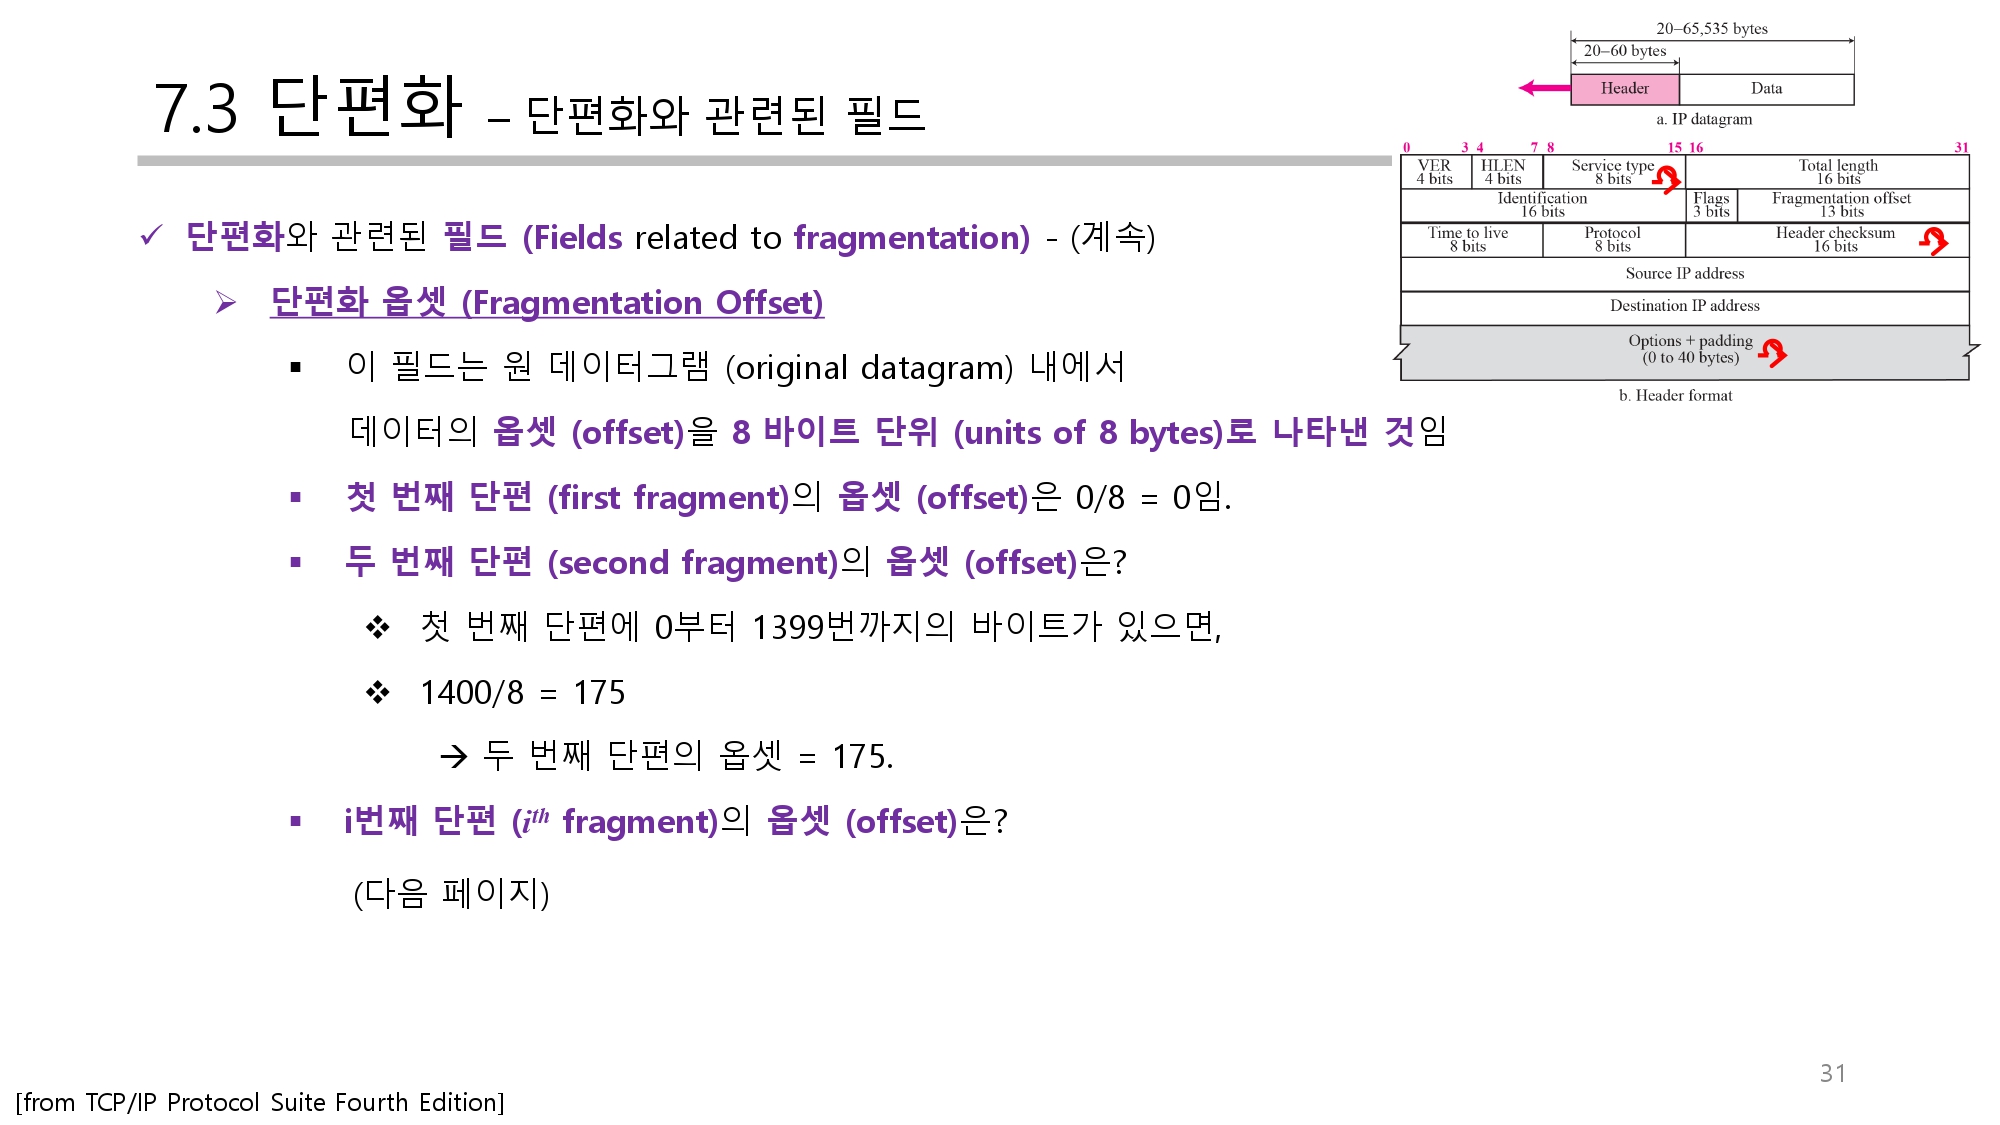 7.3 단편화 – 단편화와 관련된 필드
20–65,535 bytes
20–60 bytes
Header
Data
a. IP datagram
0 3 4 7 8 15 16 31
VER
4 bits
HLEN
4 bits
Service type
8 bits
Total length
16 bits
Identification
16 bits
Flags
3 bits
Fragmentation offset
13 bits
Time to live
8 bits
Protocol
8 bits
Header checksum
16 bits
Source IP address
Destination IP address
Options + padding
(0 to 40 bytes)
b. Header format
✓ 단편화와 관련된 필드 (Fields related to fragmentation) - (계속)
➢ 단편화 옵셋 (Fragmentation Offset)
▪ 이 필드는 원 데이터그램 (original datagram) 내에서
데이터의 옵셋 (offset)을 8 바이트 단위 (units of 8 bytes)로 나타낸 것임
▪ 첫 번째 단편 (first fragment)의 옵셋 (offset)은 0/8 = 0임.
▪ 두 번째 단편 (second fragment)의 옵셋 (offset)은?
❖ 첫 번째 단편에 0부터 1399번까지의 바이트가 있으면,
❖ 1400/8 = 175
→ 두 번째 단편의 옵셋 = 175.
▪ i번째 단편 (ith fragment)의 옵셋 (offset)은?
(다음 페이지)
31
[from TCP/IP Protocol Suite Fourth Edition]